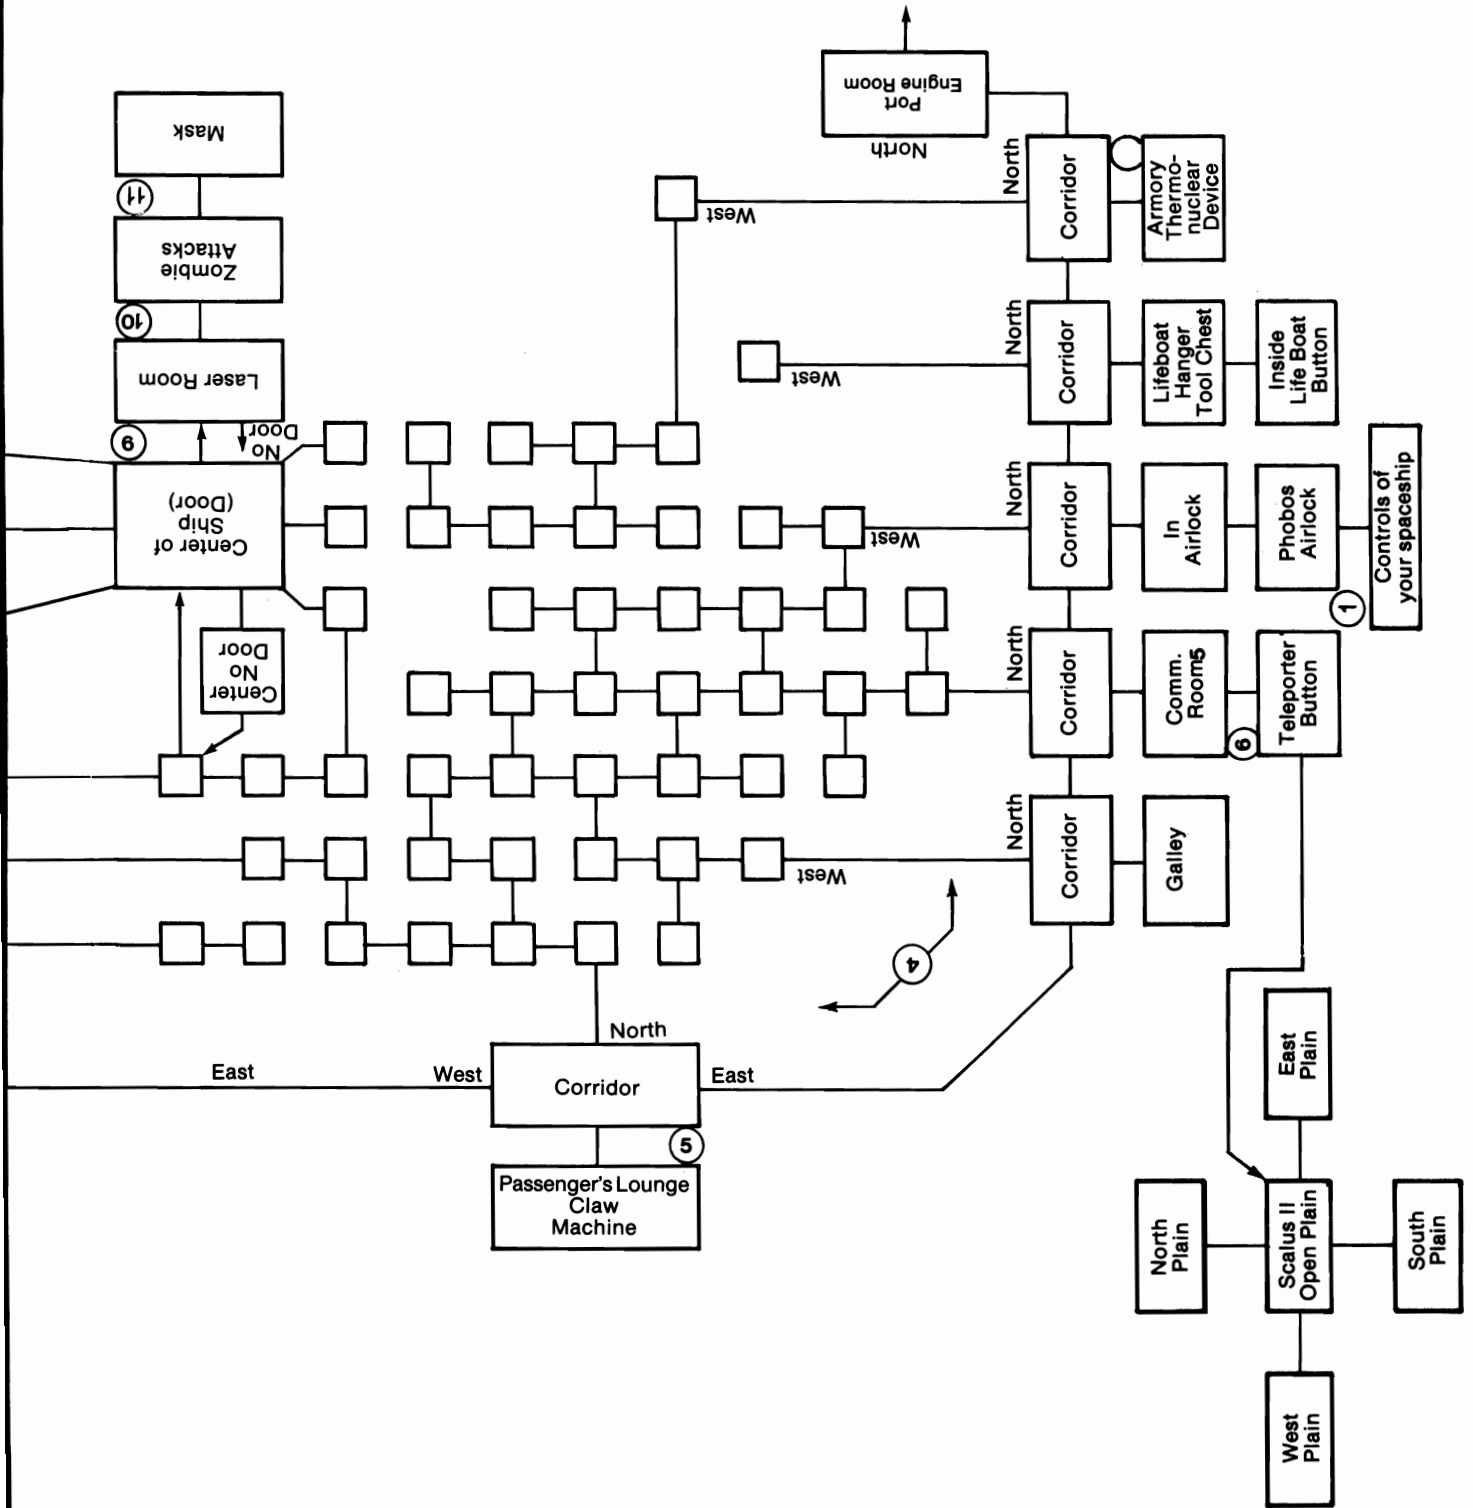 Port
Engine Room
North
Mask
11
Zombie
Attacks
10
Laser Room
9
No
Door
Center of
Ship
(Door)
Center
No
Door
West
West
West
West
North
Corridor
Armory
Thermo-
nuclear
Device
North
Corridor
Lifeboat
Hanger
Tool Chest
Inside
Life Boat
Button
North
Corridor
In
Airlock
Phobos
Airlock
Controls of
your spaceship
1
North
Corridor
Comm.
Room5
6
Teleporter
Button
North
Corridor
Galley
4
North
East
West
Corridor
East
5
Passenger's Lounge
Claw
Machine
East
Plain
North
Plain
Scalus II
Open Plain
South
Plain
West
Plain